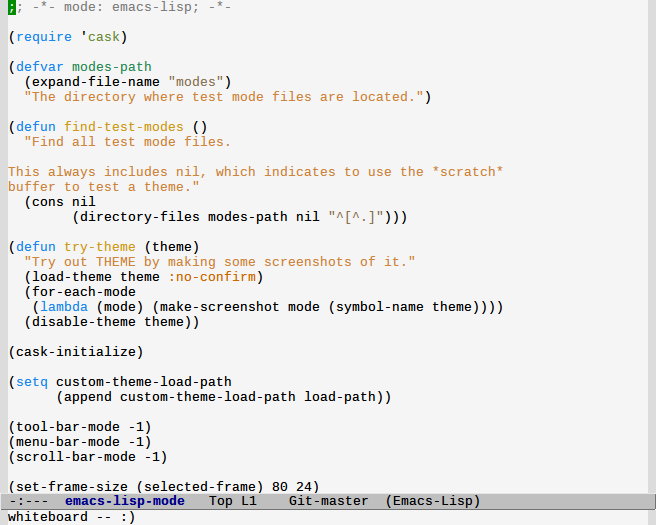 ;; -*- mode: emacs-lisp; -*-

(require 'cask)

(defvar modes-path
  (expand-file-name "modes")
  "The directory where test mode files are located.")

(defun find-test-modes ()
  "Find all test mode files.

This always includes nil, which indicates to use the *scratch*
buffer to test a theme."
  (cons nil
        (directory-files modes-path nil "^[^.]")))

(defun try-theme (theme)
  "Try out THEME by making some screenshots of it."
  (load-theme theme :no-confirm)
  (for-each-mode
   (lambda (mode) (make-screenshot mode (symbol-name theme))))
  (disable-theme theme))

(cask-initialize)

(setq custom-theme-load-path
      (append custom-theme-load-path load-path))

(tool-bar-mode -1)
(menu-bar-mode -1)
(scroll-bar-mode -1)

(set-frame-size (selected-frame) 80 24)
-:---  emacs-lisp-mode   Top L1    Git-master  (Emacs-Lisp)
whiteboard -- :)